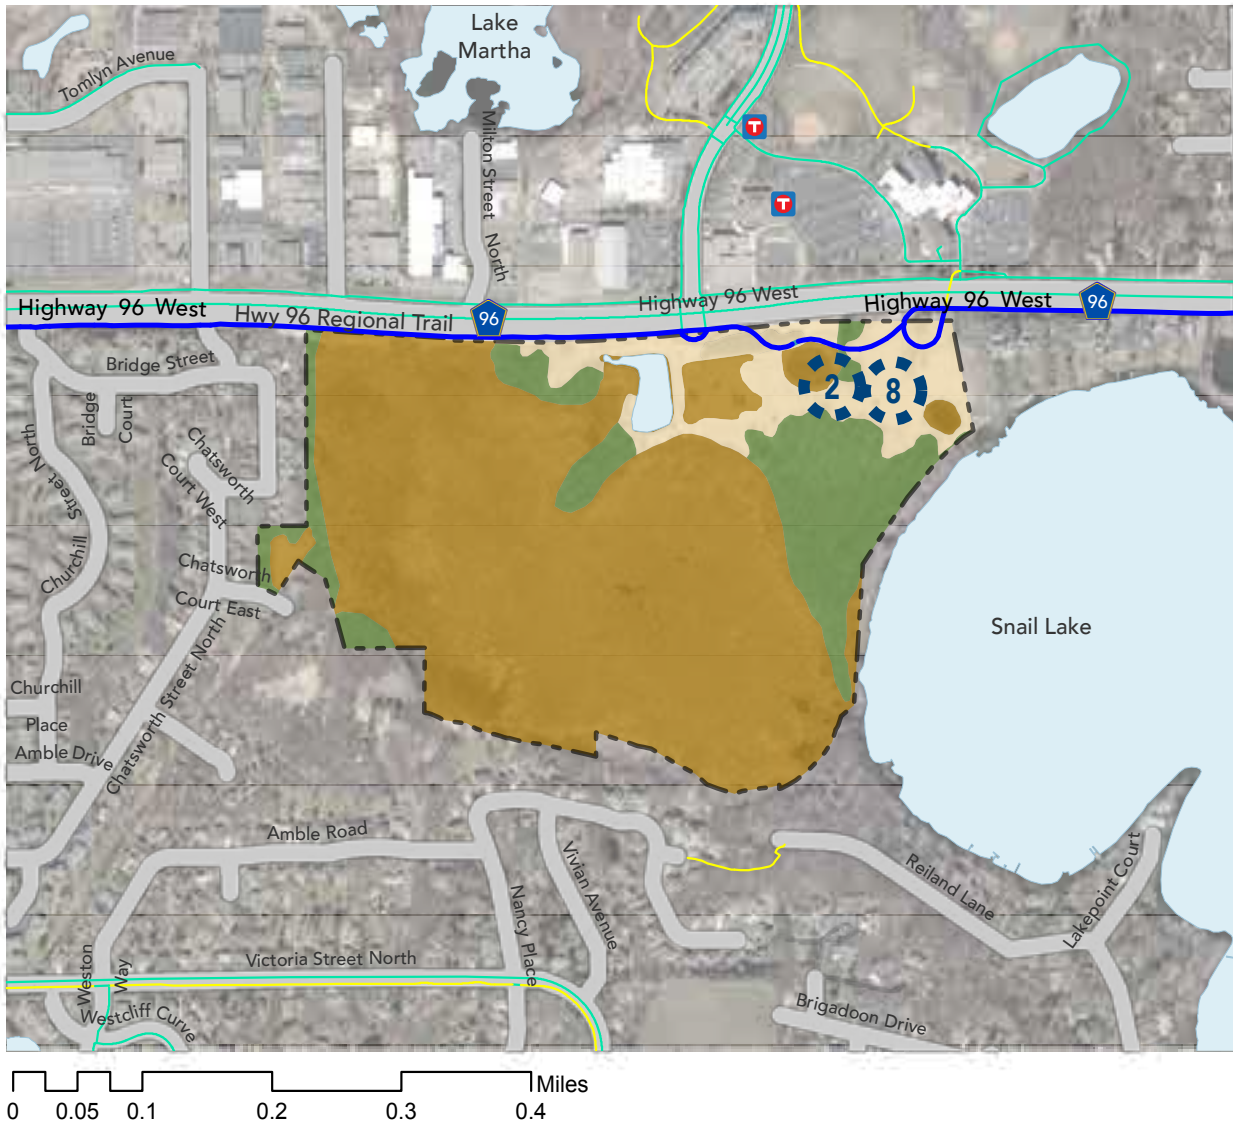 Lake
Martha
Tomlyn Avenue
Milton Street North
T
T
Highway 96 West
Hwy 96 Regional Trail
96
Highway 96 West
Highway 96 West
96
Bridge Street
Bridge
Court
2
8
Chatsworth
Court West
Churchill
Street North
Chatsworth
Court East
Snail Lake
Chatsworth Street North
Churchill
Place
Amble Drive
Amble Road
Vivian Avenue
Nancy Place
Reiland Lane
Lakepoint Court
Weston
Way
Victoria Street North
Westcliff Curve
Brigadoon Drive
Miles
0 0.05 0.1 0.2 0.3 0.4